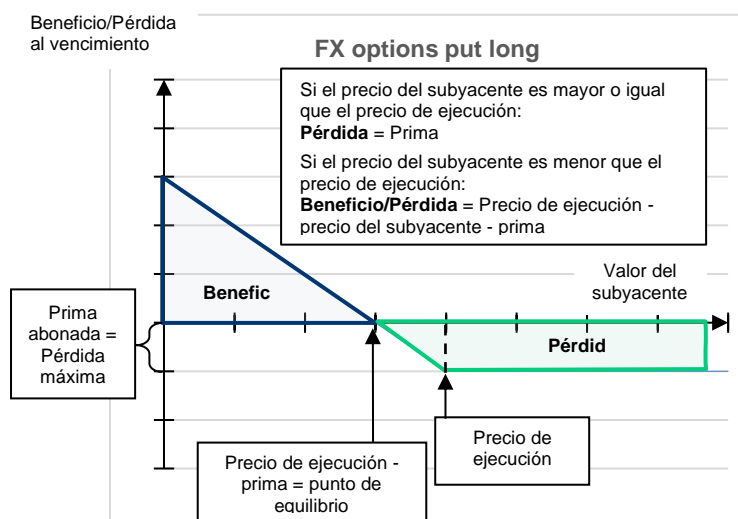 Beneficio/Pérdida
al vencimiento
FX options put long
Si el precio del subyacente es mayor o igual
que el precio de ejecución:
Pérdida = Prima
Si el precio del subyacente es menor que el
precio de ejecución:
Beneficio/Pérdida = Precio de ejecución -
precio del subyacente - prima
Benefic
Valor del
subyacente
Prima
abonada =
Pérdida
máxima
Pérdid
Precio de ejecución -
prima = punto de
equilibrio
Precio de
ejecución